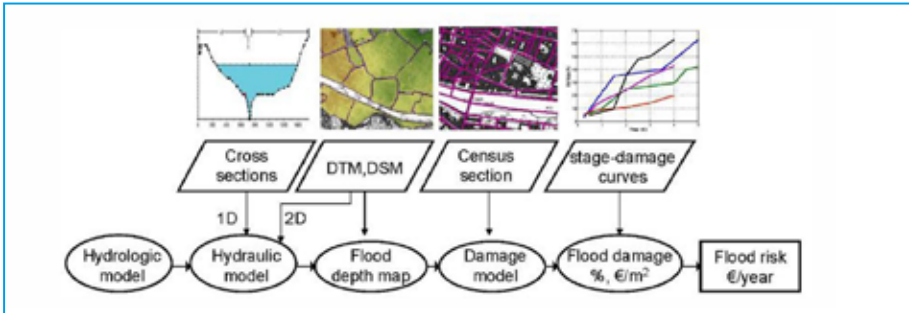 Cross
sections
DTM,DSM
Census
section
stage-damage
curves
1D
2D
Hydrologic
model
Hydraulic
model
Flood
depth map
Damage
model
Flood damage
%, €/m²
Flood risk
€/year